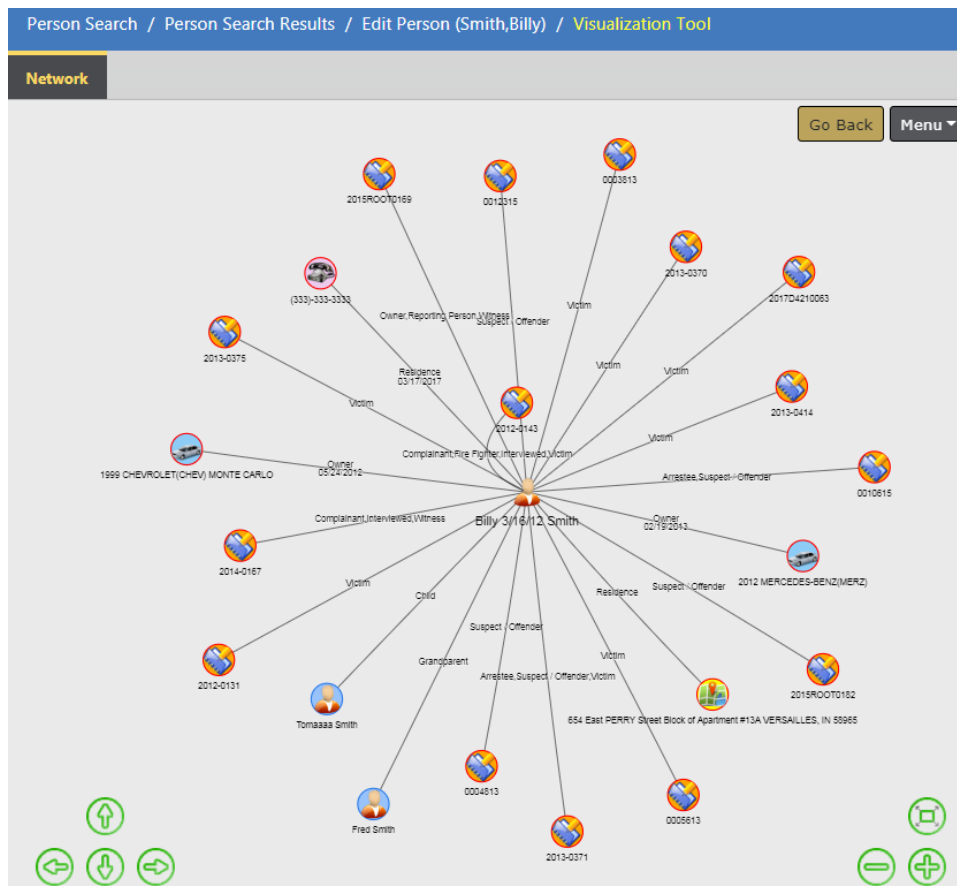 Person Search / Person Search Results / Edit Person (Smith,Billy) / Visualization Tool
Network
Go Back
Menu
2015ROOT0169
0012315
0003813
2013-0370
2017D4210063
(333)-333-3333
Owner,Reporting Person,Witness
Suspect / Offender
Victim
2013-0375
Residence
03/17/2017
Victim
Victim
2013-0414
Victim
2012-0143
Victim
Complainant,Fire Fighter,Interviewed,Victim
1999 CHEVROLET(CHEV) MONTE CARLO
Owner
05/24/2012
Arrestee,Suspect / Offender
0010615
Complainant,Interviewed,Witness
Billy 3/16/12 Smith
Owner
02/19/2013
2014-0167
2012 MERCEDES-BENZ(MERZ)
Victim
Child
Residence
Suspect / Offender
Suspect / Offender
2012-0131
Grandparent
Victim
Arrestee,Suspect / Offender,Victim
2015ROOT0182
Tomaaaa Smith
654 East PERRY Street Block of Apartment #13A VERSAILLES, IN 58965
0004813
0005613
Fred Smith
2013-0371